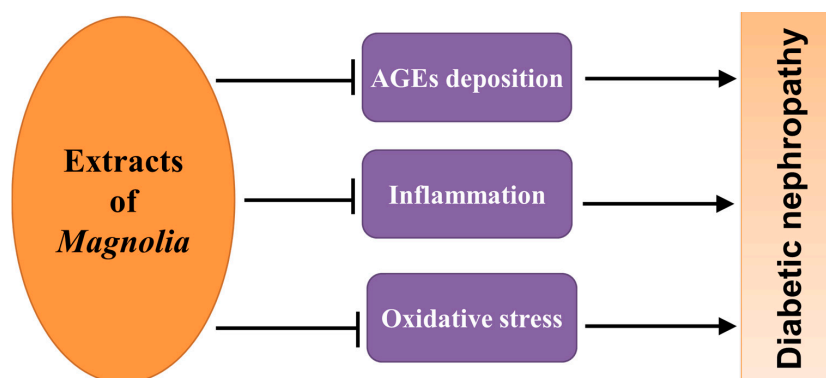 Extracts
of
Magnolia
AGEs deposition
Inflammation
Oxidative stress
Diabetic nephropathy